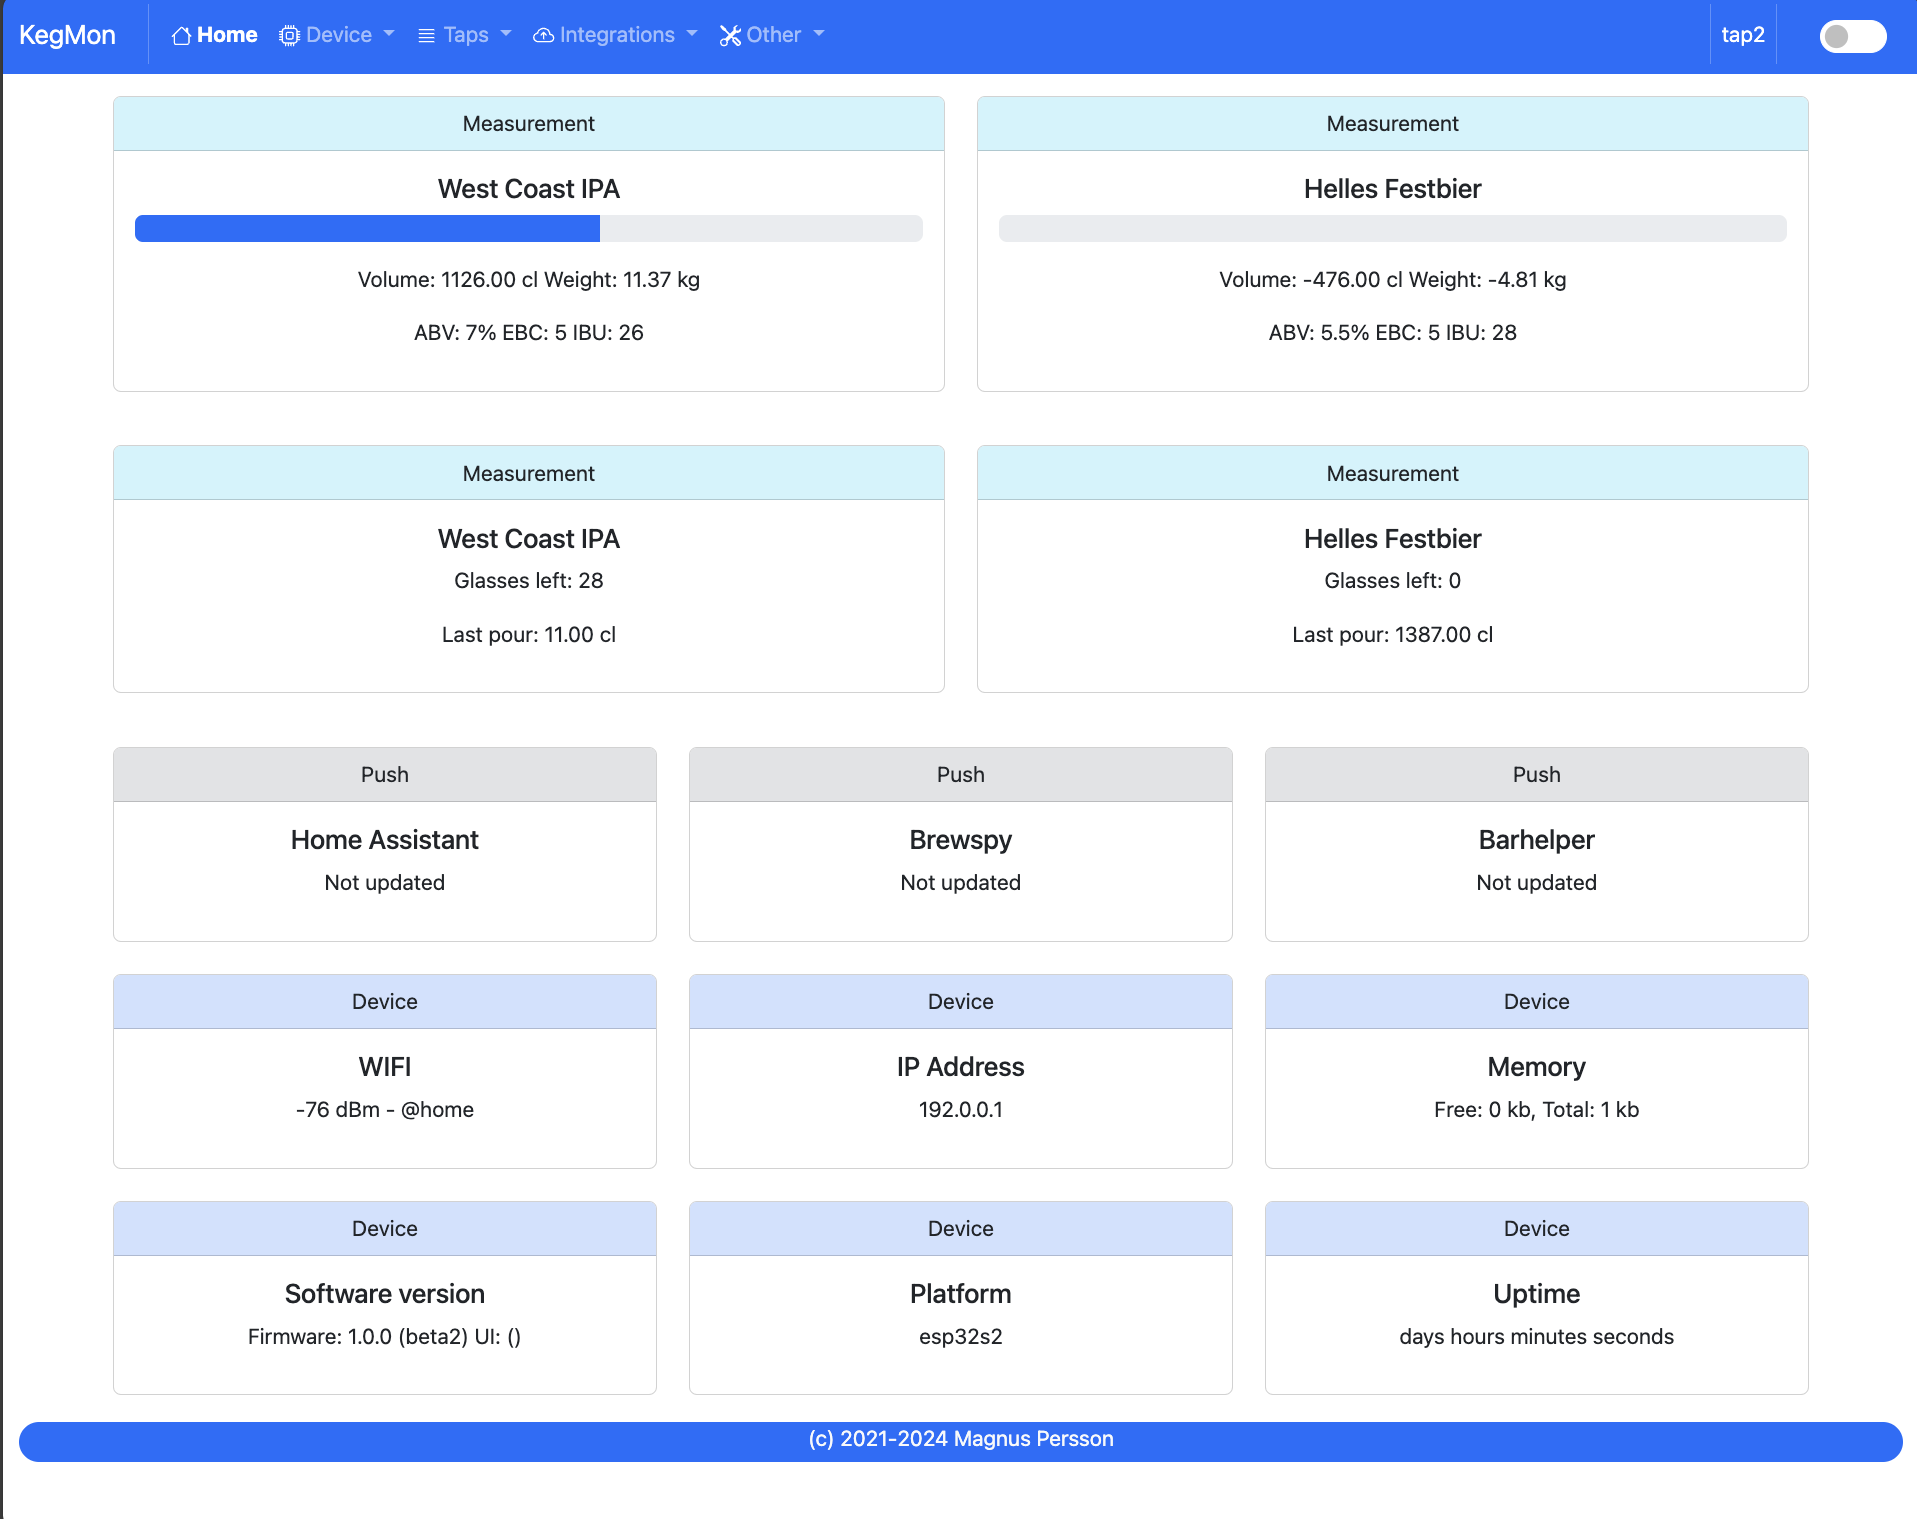 KegMon Home Device Taps Integrations Other tap2
Measurement
West Coast IPA
Volume: 1126.00 cl Weight: 11.37 kg
ABV: 7% EBC: 5 IBU: 26
Measurement
Helles Festbier
Volume: -476.00 cl Weight: -4.81 kg
ABV: 5.5% EBC: 5 IBU: 28
Measurement
West Coast IPA
Glasses left: 28
Last pour: 11.00 cl
Measurement
Helles Festbier
Glasses left: 0
Last pour: 1387.00 cl
Push
Home Assistant
Not updated
Push
Brewspy
Not updated
Push
Barhelper
Not updated
Device
WIFI
-76 dBm - @home
Device
IP Address
192.0.0.1
Device
Memory
Free: 0 kb, Total: 1 kb
Device
Software version
Firmware: 1.0.0 (beta2) UI: ()
Device
Platform
esp32s2
Device
Uptime
days hours minutes seconds
(c) 2021-2024 Magnus Persson